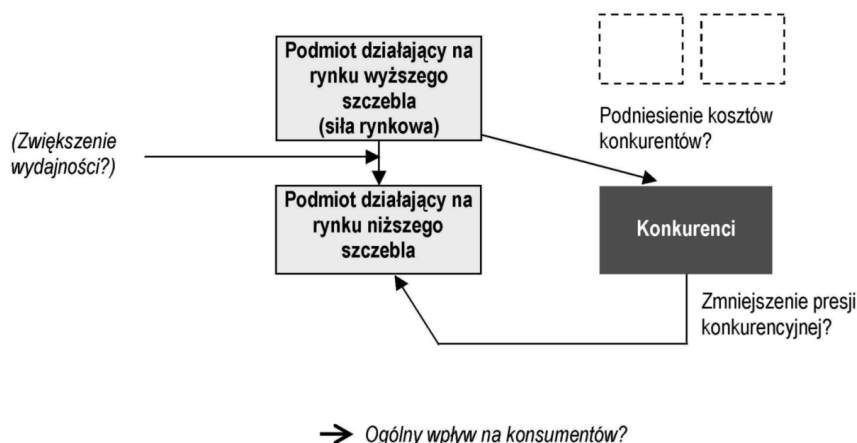 Podmiot działający na
rynku wyższego
szczebla
(siła rynkowa)
Podniesienie kosztów
konkurentów?
(Zwiększenie
wydajności?)
Podmiot działający na
rynku niższego
szczebla
Konkurenci
Zmniejszenie presji
konkurencyjnej?
Ogólny wpływ na konsumentów?